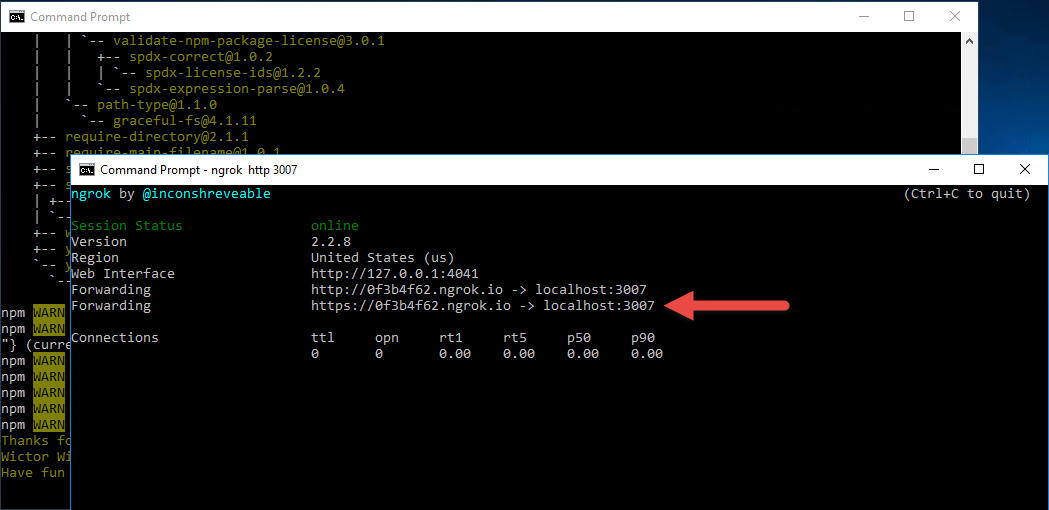 Command Prompt
| | `-- validate-npm-package-license@3.0.1
| | +-- spdx-correct@1.0.2
| | | `-- spdx-license-ids@1.2.2
| | `-- spdx-expression-parse@1.0.4
| `-- path-type@1.1.0
| `-- graceful-fs@4.1.11
+-- require-directory@2.1.1
+-- require-main-filename@1.0.1
+-- s
+-- s
| +--
| `--
+-- w
+-- y
`-- y
`--
npm WARN
npm WARN
"} (curre
npm WARN
npm WARN
npm WARN
npm WARN
npm WARN
Thanks fo
Wictor Wi
Have fun
Command Prompt - ngrok http 3007
ngrok by @inconshreveable (Ctrl+C to quit)
Session Status online
Version 2.2.8
Region United States (us)
Web Interface http://127.0.0.1:4041
Forwarding http://0f3b4f62.ngrok.io -> localhost:3007
Forwarding https://0f3b4f62.ngrok.io -> localhost:3007
Connections ttl opn rt1 rt5 p50 p90
0 0 0.00 0.00 0.00 0.00